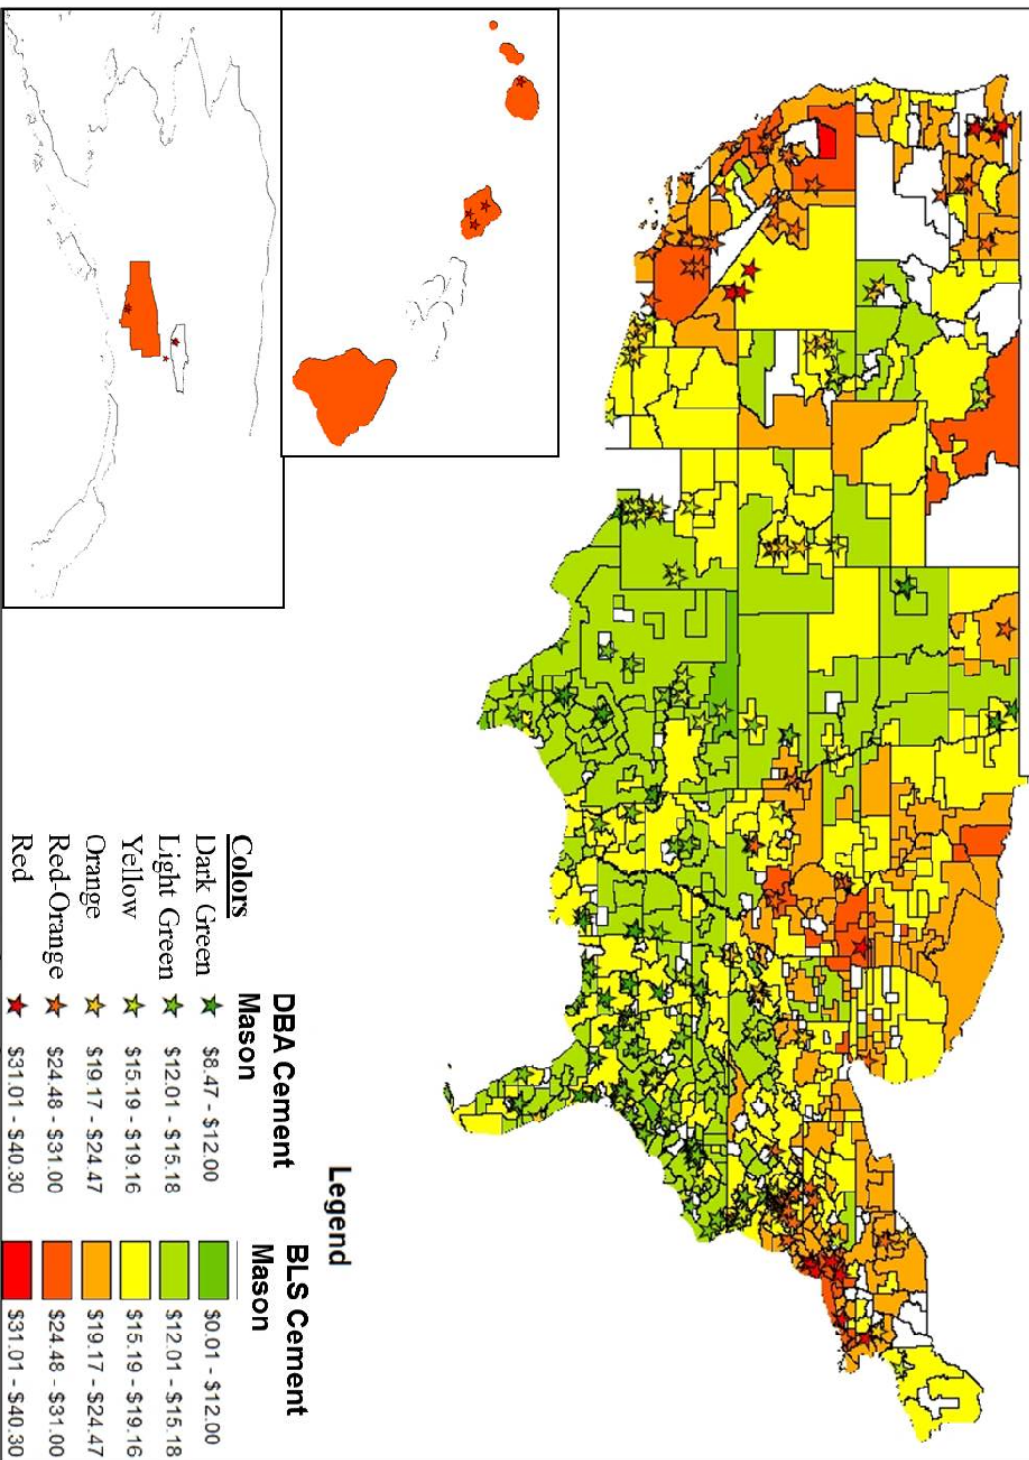 Legend
DBA Cement Mason
BLS Cement Mason
Colors
Dark Green $8.47 - $12.00 $0.01 - $12.00
Light Green $12.01 - $15.18 $12.01 - $15.18
Yellow $15.19 - $19.16 $15.19 - $19.16
Orange $19.17 - $24.47 $19.17 - $24.47
Red-Orange $24.48 - $31.00 $24.48 - $31.00
Red $31.01 - $40.30 $31.01 - $40.30